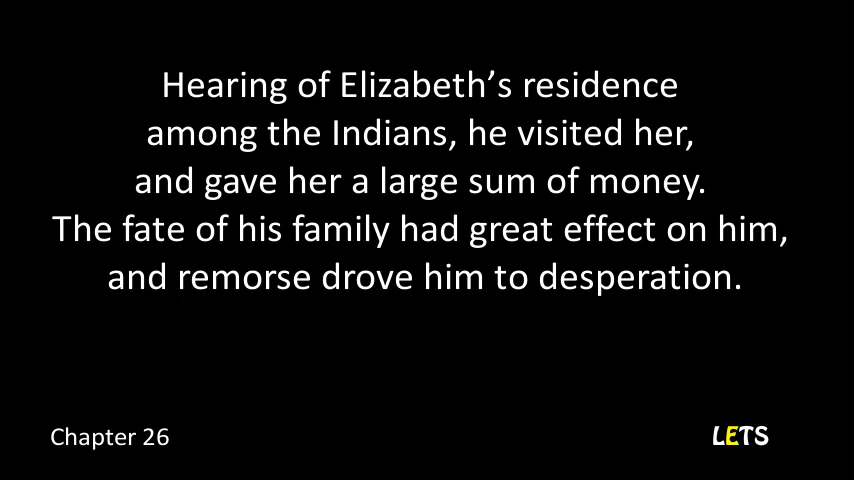 Hearing of Elizabeth’s residence
among the Indians, he visited her,
and gave her a large sum of money.
The fate of his family had great effect on him,
and remorse drove him to desperation.
Chapter 26
LETS